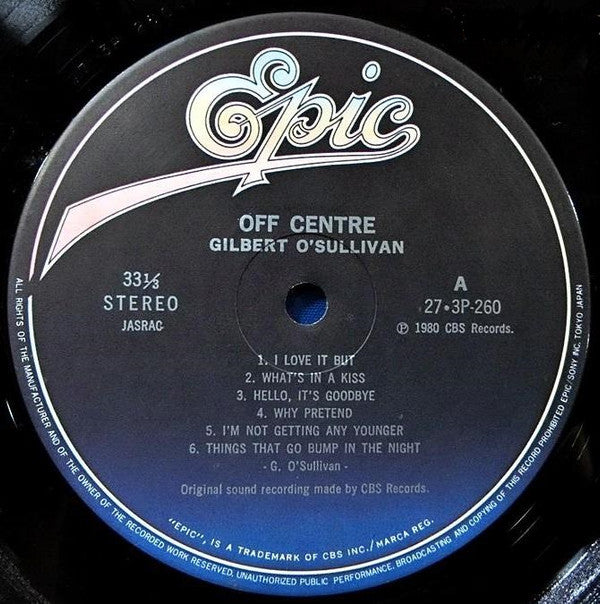 Epic
OFF CENTRE
GILBERT O'SULLIVAN
33⅓
STEREO
JASRAC
A
27•3P-260
Ⓟ 1980 CBS Records.
1. I LOVE IT BUT
2. WHAT'S IN A KISS
3. HELLO, IT'S GOODBYE
4. WHY PRETEND
5. I'M NOT GETTING ANY YOUNGER
6. THINGS THAT GO BUMP IN THE NIGHT
- G. O'Sullivan -
Original sound recording made by CBS Records.
"EPIC", IS A TRADEMARK OF CBS INC./MARCA REG.
ALL RIGHTS OF THE MANUFACTURER AND OF THE OWNER OF THE RECORDED WORK RESERVED. UNAUTHORIZED PUBLIC PERFORMANCE, BROADCASTING AND COPYING OF THIS RECORD PROHIBITED EPIC/SONY INC. TOKYO JAPAN